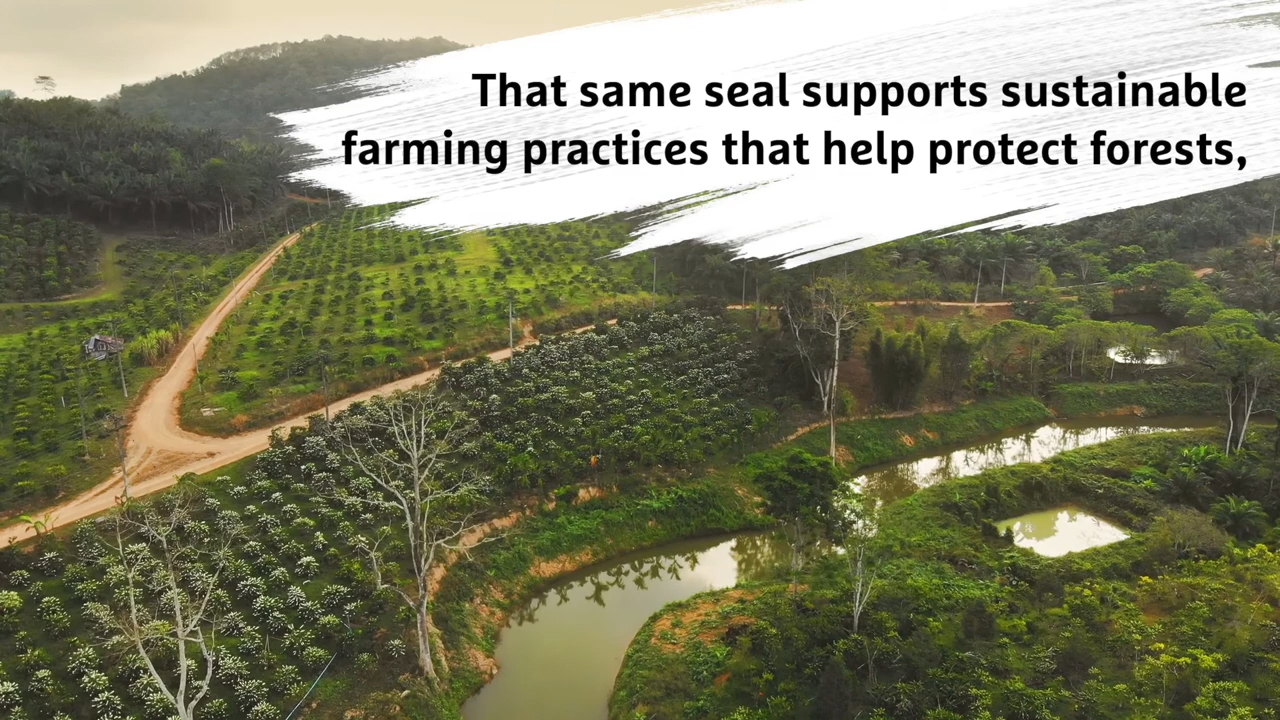 That same seal supports sustainable
farming practices that help protect forests,